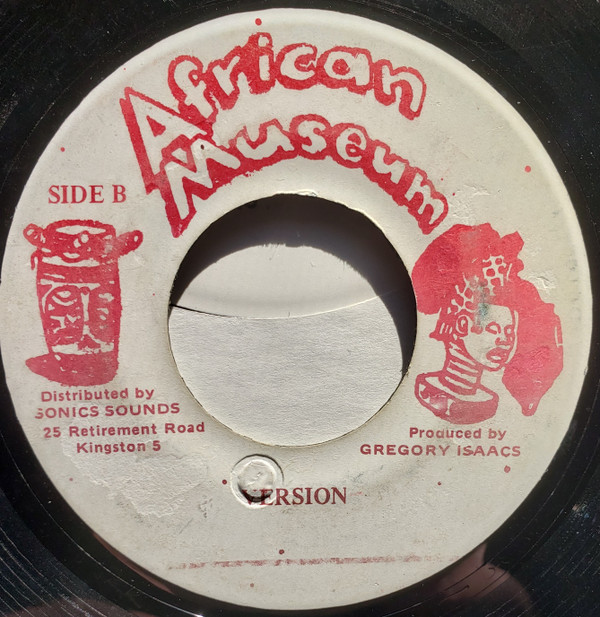 African
Museum
SIDE B
Distributed by
SONICS SOUNDS
25 Retirement Road
Kingston 5
Produced by
GREGORY ISAACS
VERSION